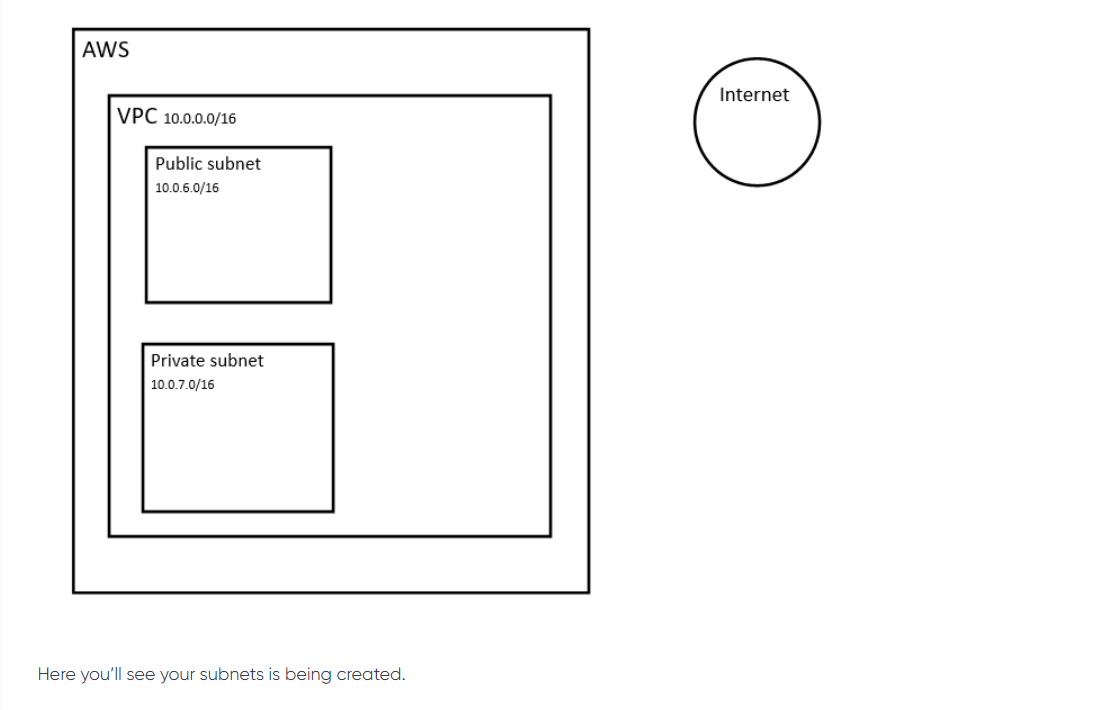 AWS
Internet
VPC 10.0.0.0/16
Public subnet
10.0.6.0/16
Private subnet
10.0.7.0/16
Here you'll see your subnets is being created.